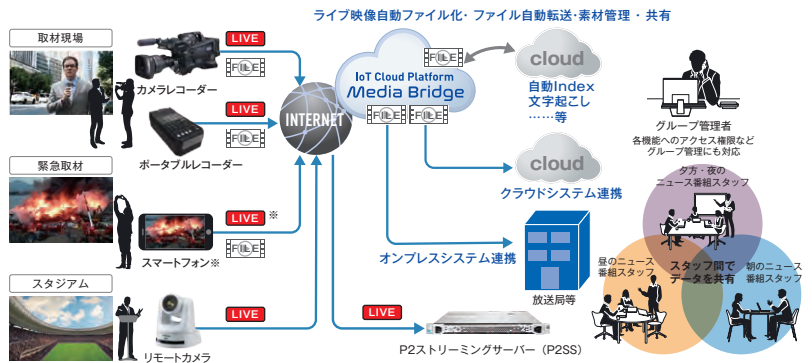 ライブ映像自動ファイル化・ファイル自動転送・素材管理・共有
取材現場
LIVE
FILE
カメラレコーダー
LIVE
FILE
ポータブルレコーダー
緊急取材
LIVE ※
FILE
スマートフォン※
スタジアム
LIVE
リモートカメラ
INTERNET
FILE
IoT Cloud Platform
Media Bridge
FILE FILE
cloud
自動Index
文字起こし
……等
cloud
クラウドシステム連携
オンプレスシステム連携
放送局等
LIVE
P2ストリーミングサーバー（P2SS）
グループ管理者
各機能へのアクセス権限など
グループ管理にも対応
夕方・夜の
ニュース番組スタッフ
昼のニュース
番組スタッフ
スタッフ間で
データを共有
朝のニュース
番組スタッフ